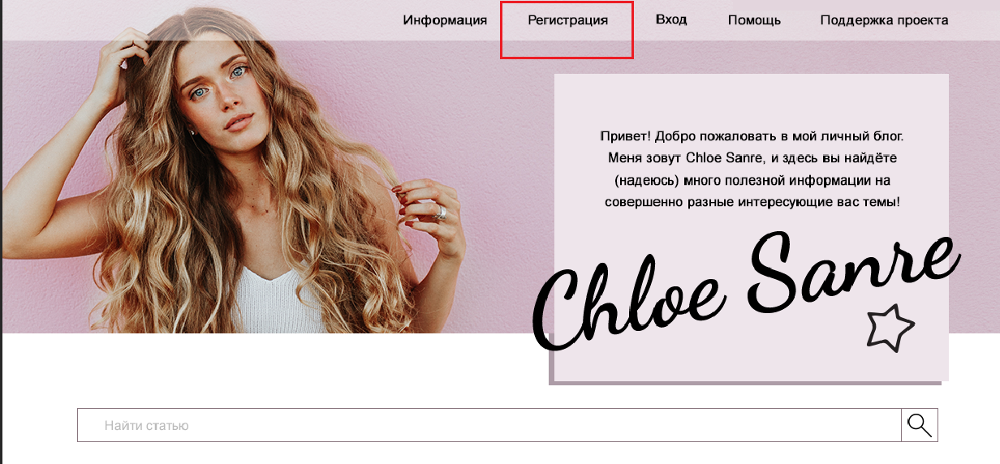 Информация Регистрация Вход Помощь Поддержка проекта
Привет! Добро пожаловать в мой личный блог.
Меня зовут Chloe Sanre, и здесь вы найдёте
(надеюсь) много полезной информации на
совершенно разные интересующие вас темы!
Chloe Sanre
Найти статью